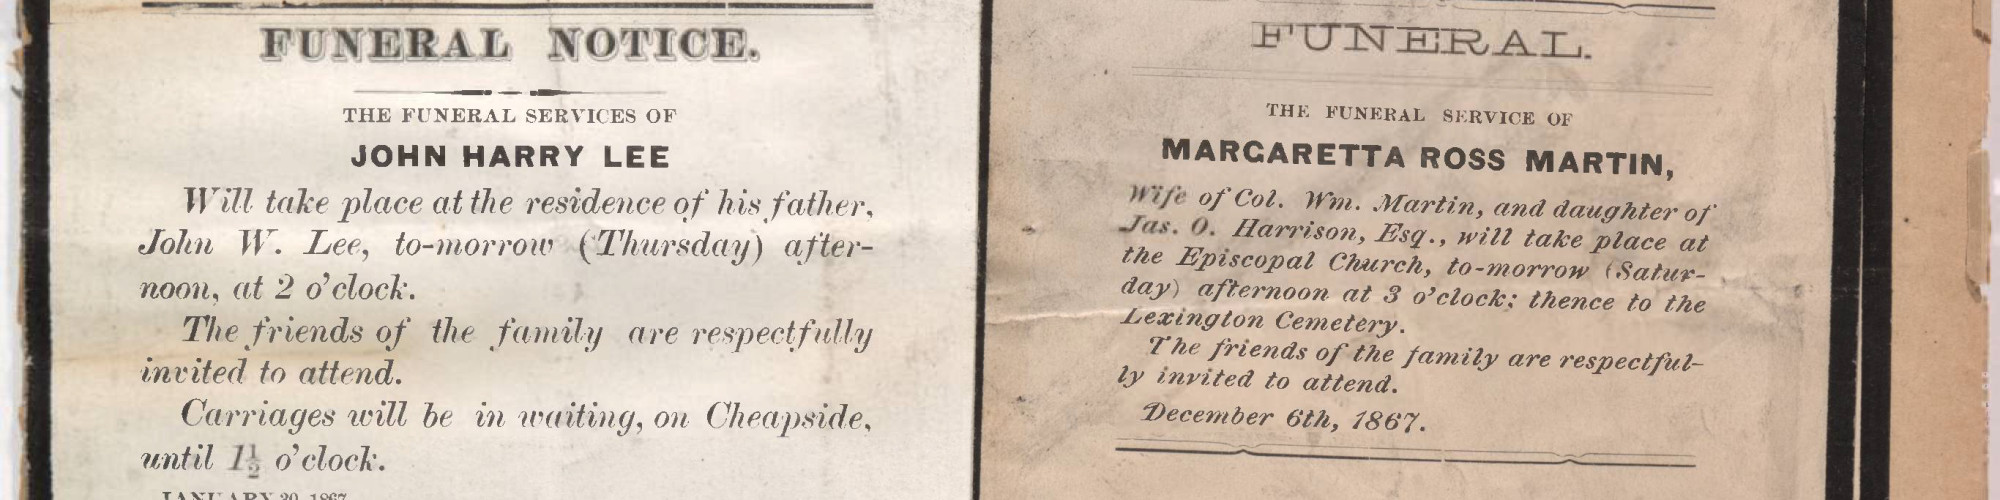 FUNERAL NOTICE.
THE FUNERAL SERVICES OF
JOHN HARRY LEE
Will take place at the residence of his father,
John W. Lee, to-morrow (Thursday) after-
noon, at 2 o'clock.
The friends of the family are respectfully
invited to attend.
Carriages will be in waiting, on Cheapside,
until 1½ o'clock.
JANUARY 30, 1867
FUNERAL.
THE FUNERAL SERVICE OF
MARGARETTA ROSS MARTIN,
Wife of Col. Wm. Martin, and daughter of
Jas. O. Harrison, Esq., will take place at
the Episcopal Church, to-morrow (Satur-
day) afternoon at 3 o'clock; thence to the
Lexington Cemetery.
The friends of the family are respectful-
ly invited to attend.
December 6th, 1867.